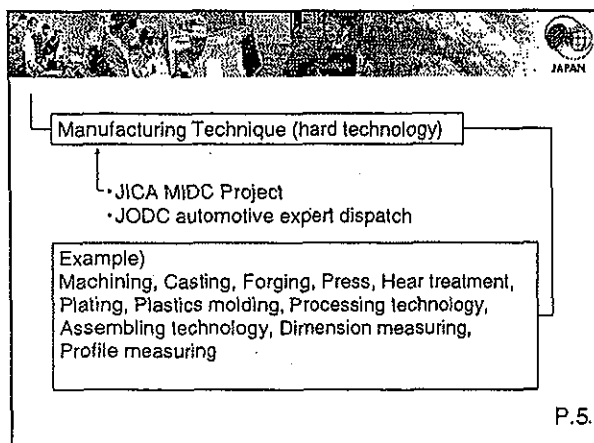 JAPAN
Manufacturing Technique (hard technology)
・JICA MIDC Project
・JODC automotive expert dispatch
Example)
Machining, Casting, Forging, Press, Hear treatment,
Plating, Plastics molding, Processing technology,
Assembling technology, Dimension measuring,
Profile measuring
P.5.